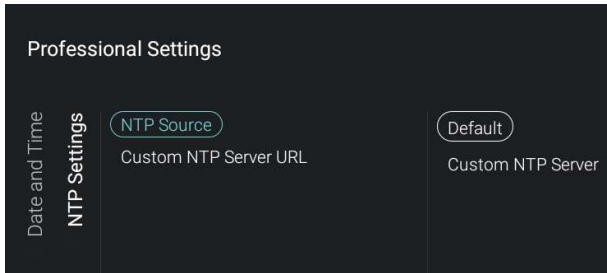 Professional Settings
Date and Time
NTP Settings
NTP Source
Custom NTP Server URL
Default
Custom NTP Server